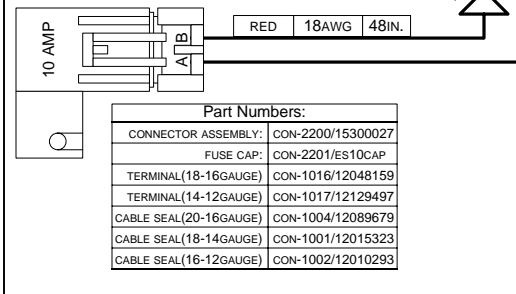 10 AMP
B
A
RED 18AWG 48IN.
Part Numbers:
CONNECTOR ASSEMBLY: CON-2200/15300027
FUSE CAP: CON-2201/ES10CAP
TERMINAL(18-16GAUGE) CON-1016/12048159
TERMINAL(14-12GAUGE) CON-1017/12129497
CABLE SEAL(20-16GAUGE) CON-1004/12089679
CABLE SEAL(18-14GAUGE) CON-1001/12015323
CABLE SEAL(16-12GAUGE) CON-1002/12010293